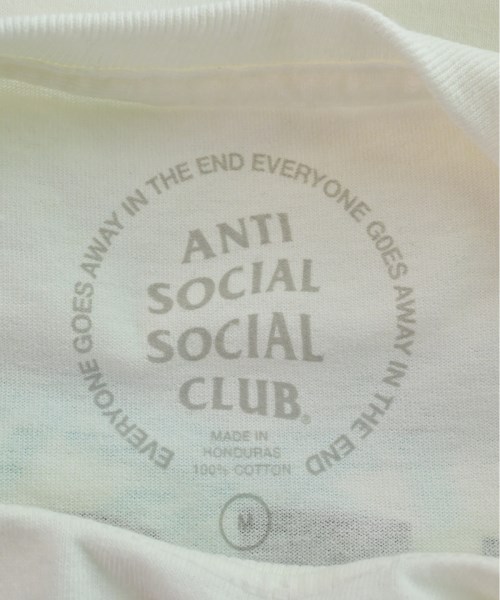 EVERYONE GOES AWAY IN THE END EVERYONE GOES AWAY IN THE END
ANTI
SOCIAL
SOCIAL
CLUB®
MADE IN
HONDURAS
100% COTTON
M